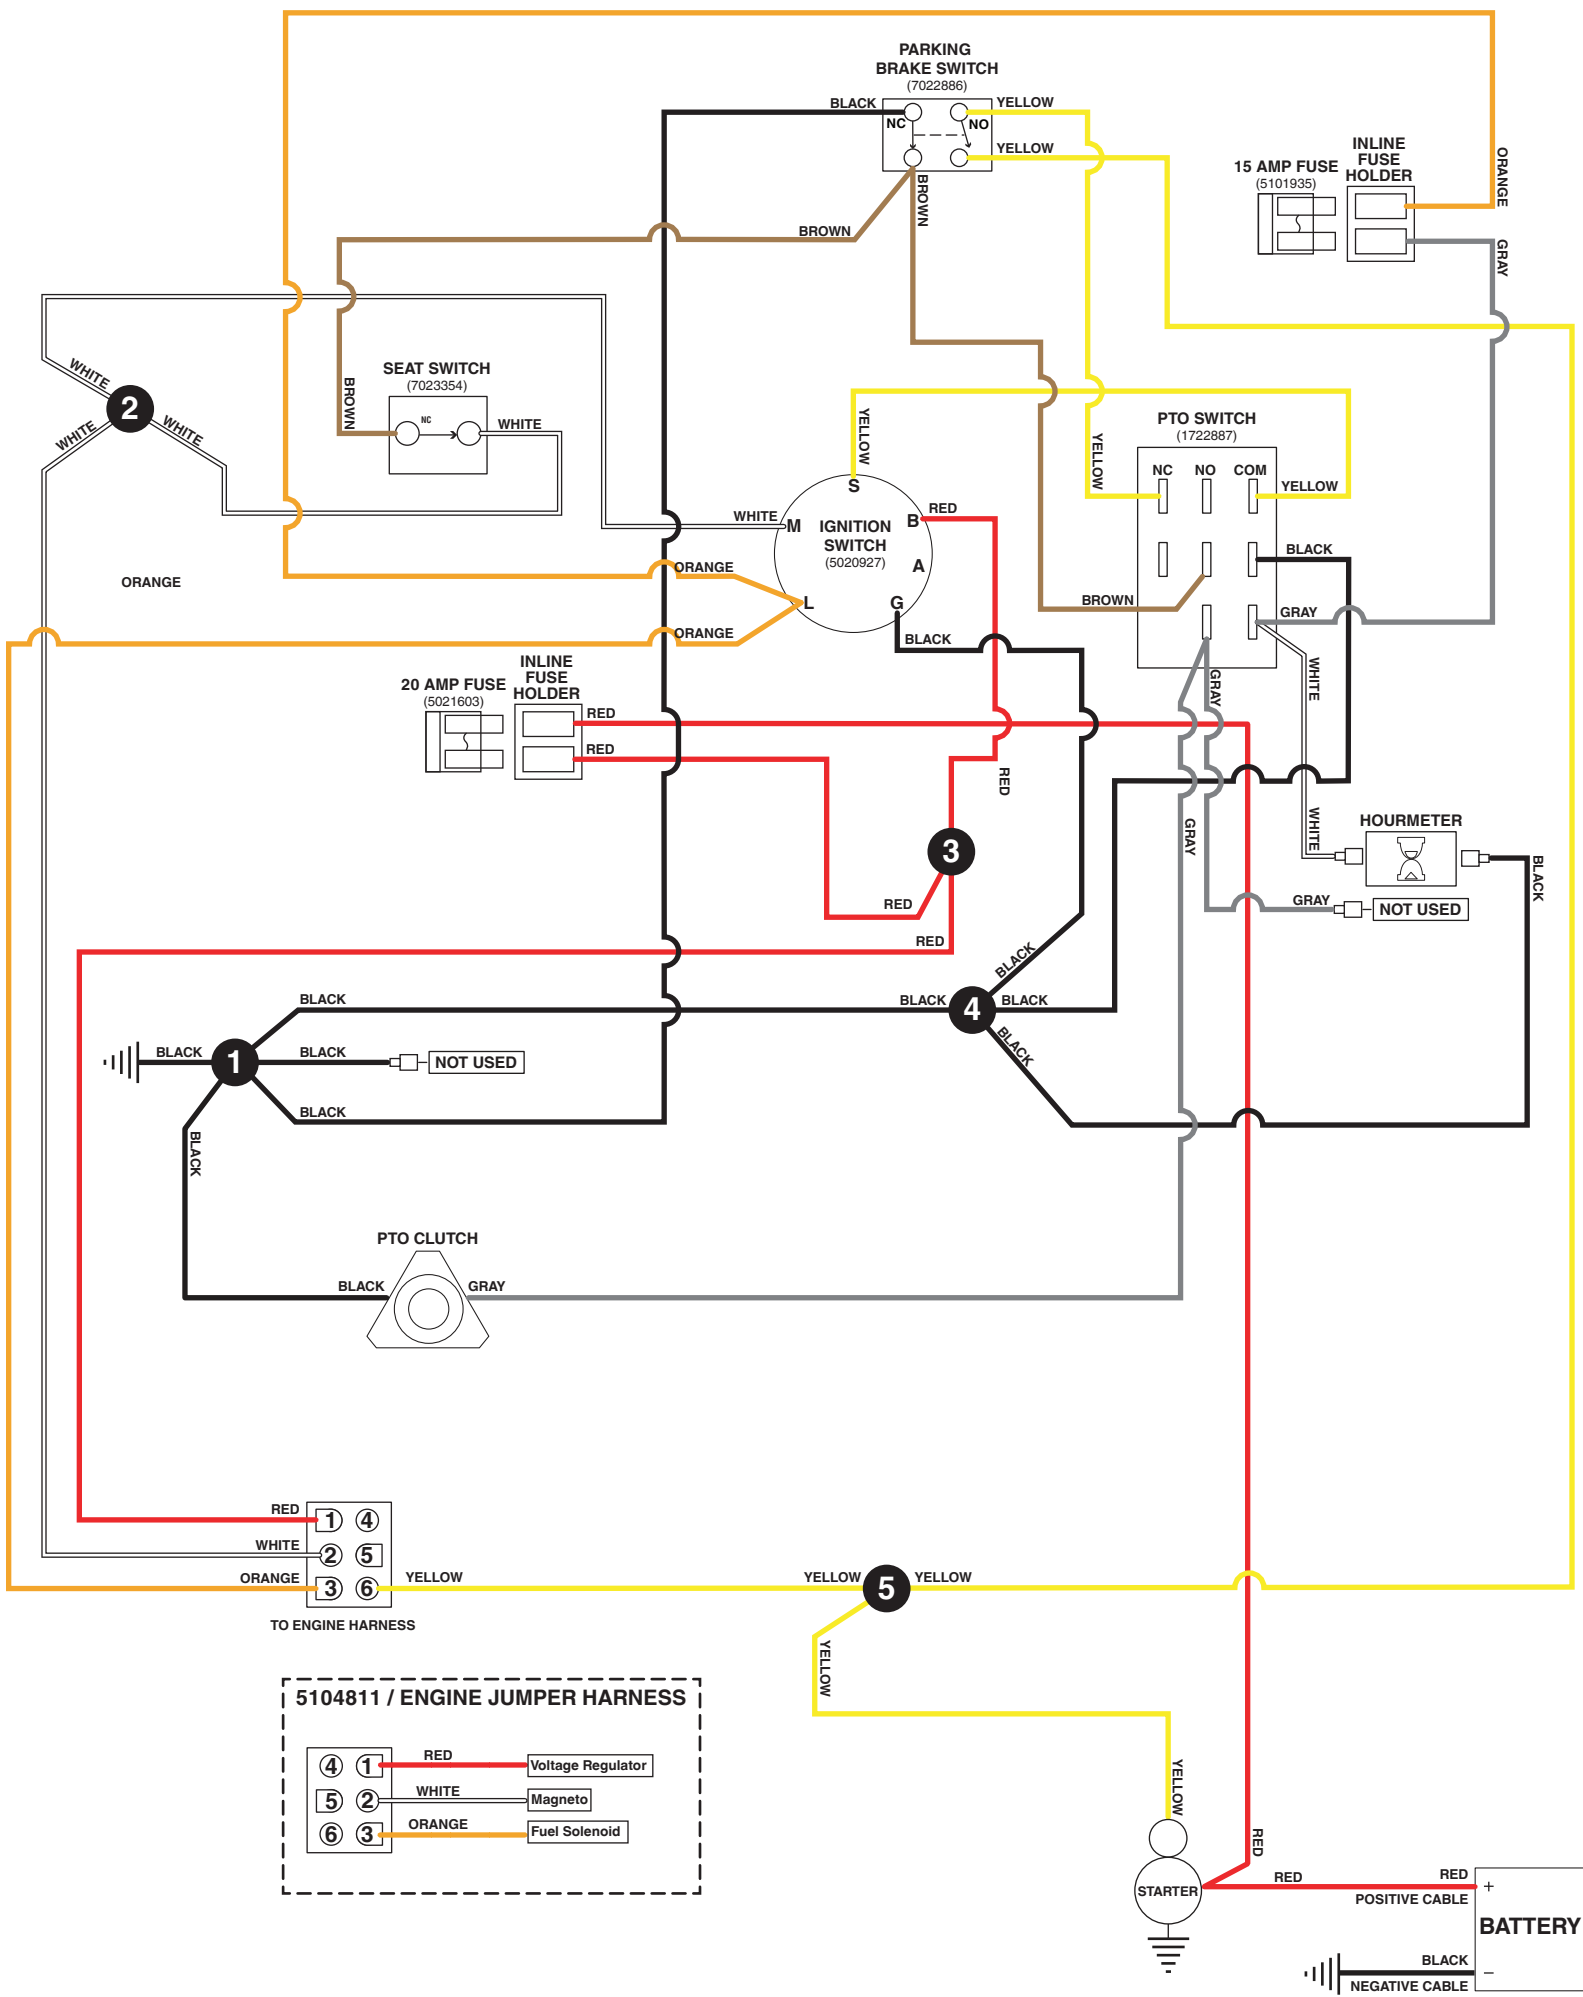 PARKING
BRAKE SWITCH
(7022886)
BLACK
YELLOW
NC
NO
YELLOW
BROWN
BROWN
15 AMP FUSE
(5101935)
INLINE
FUSE
HOLDER
ORANGE
GRAY
WHITE
2
WHITE
WHITE
SEAT SWITCH
(7023354)
BROWN
NC
WHITE
YELLOW
YELLOW
PTO SWITCH
(1722887)
NC
NO
COM
YELLOW
BLACK
BROWN
GRAY
GRAY
WHITE
S
WHITE
M
IGNITION
SWITCH
(5020927)
B
RED
A
L
G
ORANGE
ORANGE
BLACK
ORANGE
20 AMP FUSE
(5021603)
INLINE
FUSE
HOLDER
RED
RED
RED
3
RED
RED
GRAY
WHITE
HOURMETER
BLACK
GRAY
NOT USED
BLACK
BLACK
BLACK
4
BLACK
BLACK
BLACK
1
BLACK
NOT USED
BLACK
BLACK
PTO CLUTCH
BLACK
GRAY
RED
1
4
WHITE
2
5
ORANGE
3
6
YELLOW
TO ENGINE HARNESS
YELLOW
5
YELLOW
YELLOW
5104811 / ENGINE JUMPER HARNESS
4
1
RED
Voltage Regulator
5
2
WHITE
Magneto
6
3
ORANGE
Fuel Solenoid
YELLOW
RED
STARTER
RED
RED
+
POSITIVE CABLE
BATTERY
BLACK
–
NEGATIVE CABLE